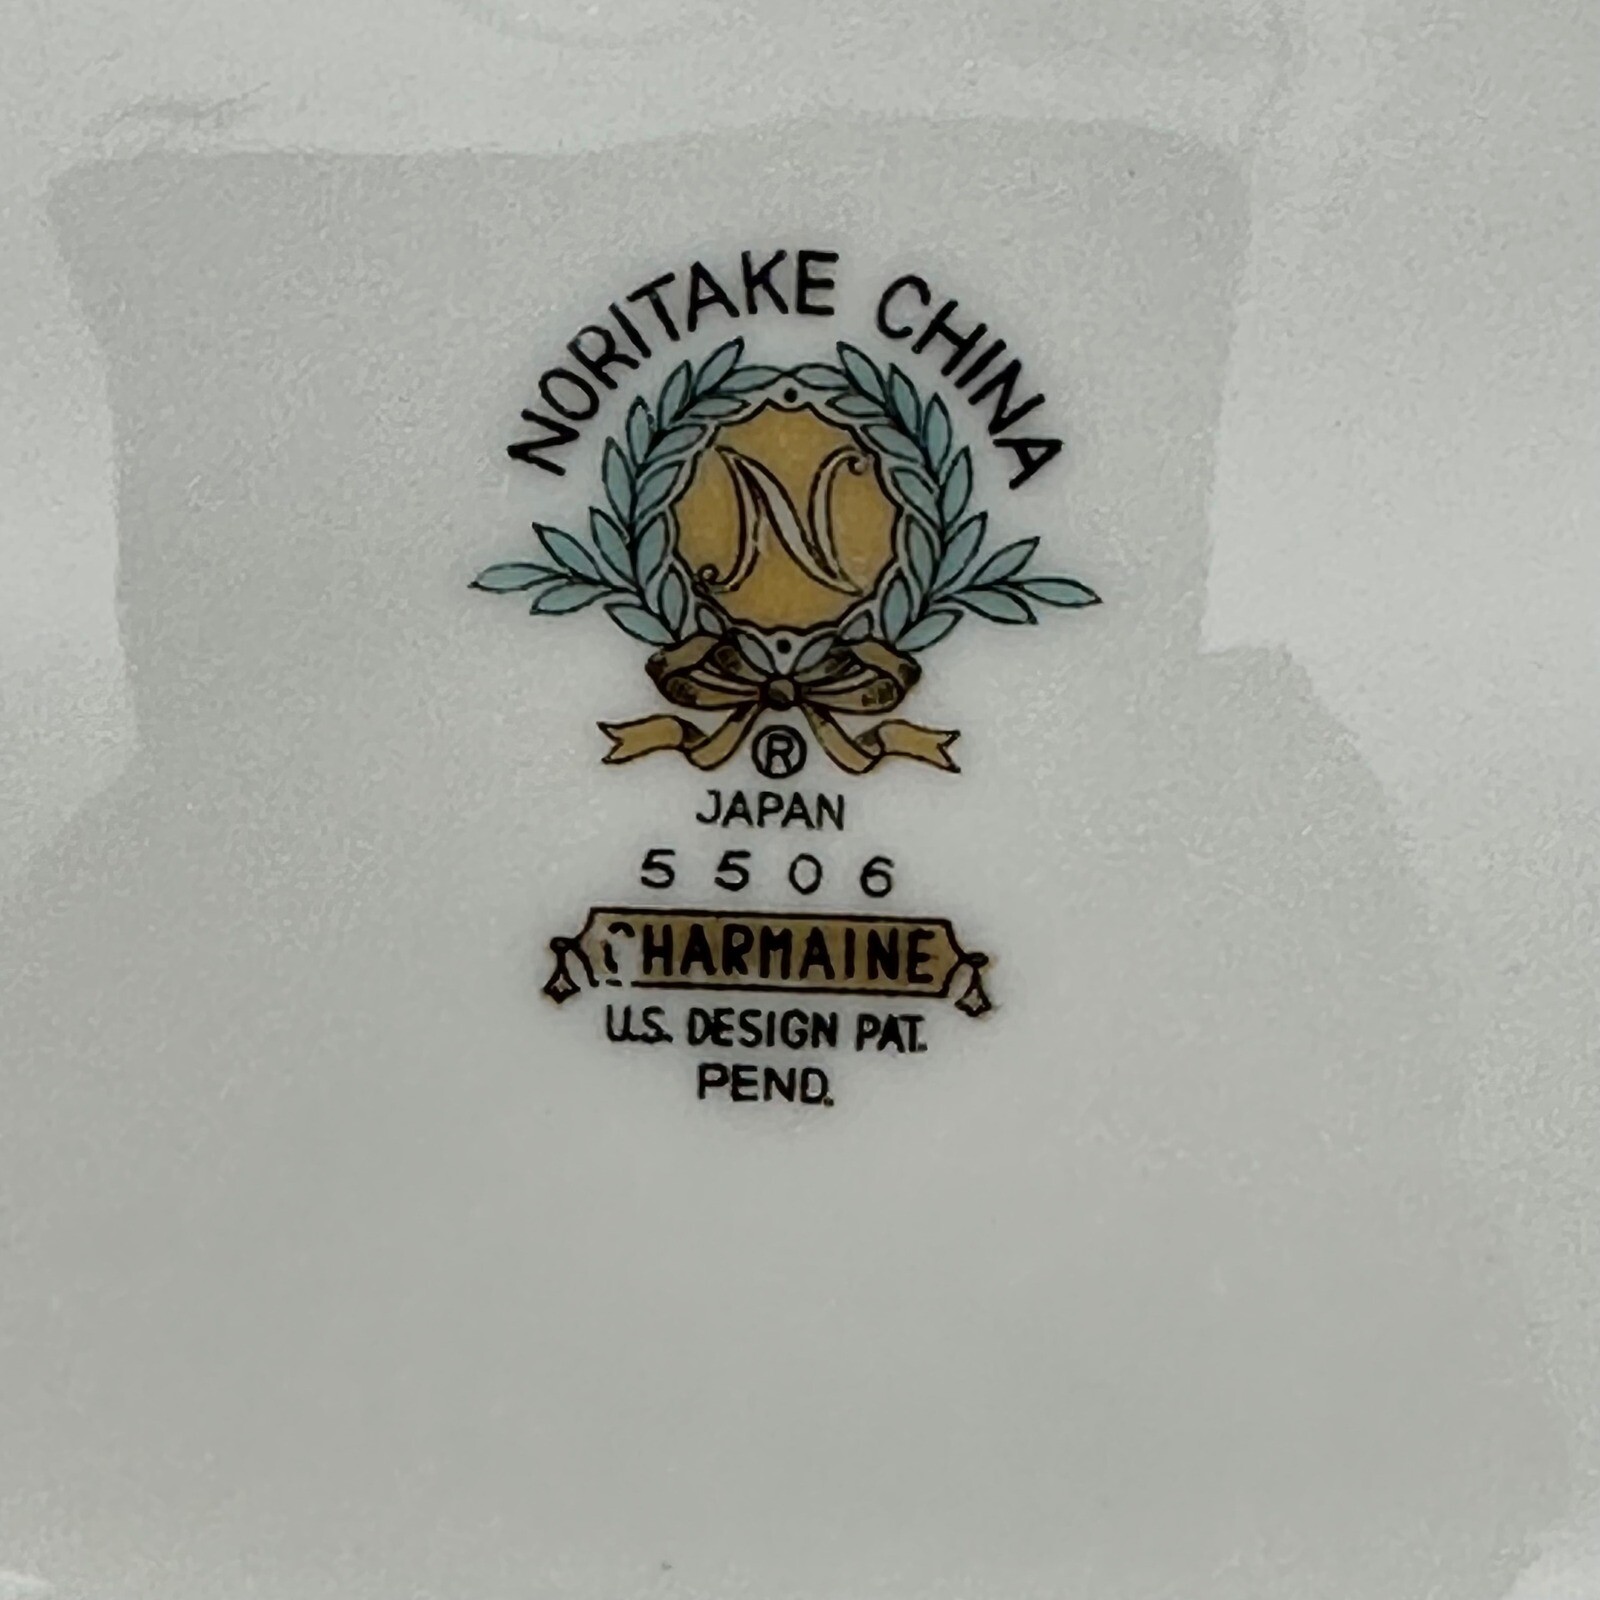 NORITAKE CHINA
N
®
JAPAN
5506
CHARMAINE
U.S. DESIGN PAT.
PEND.